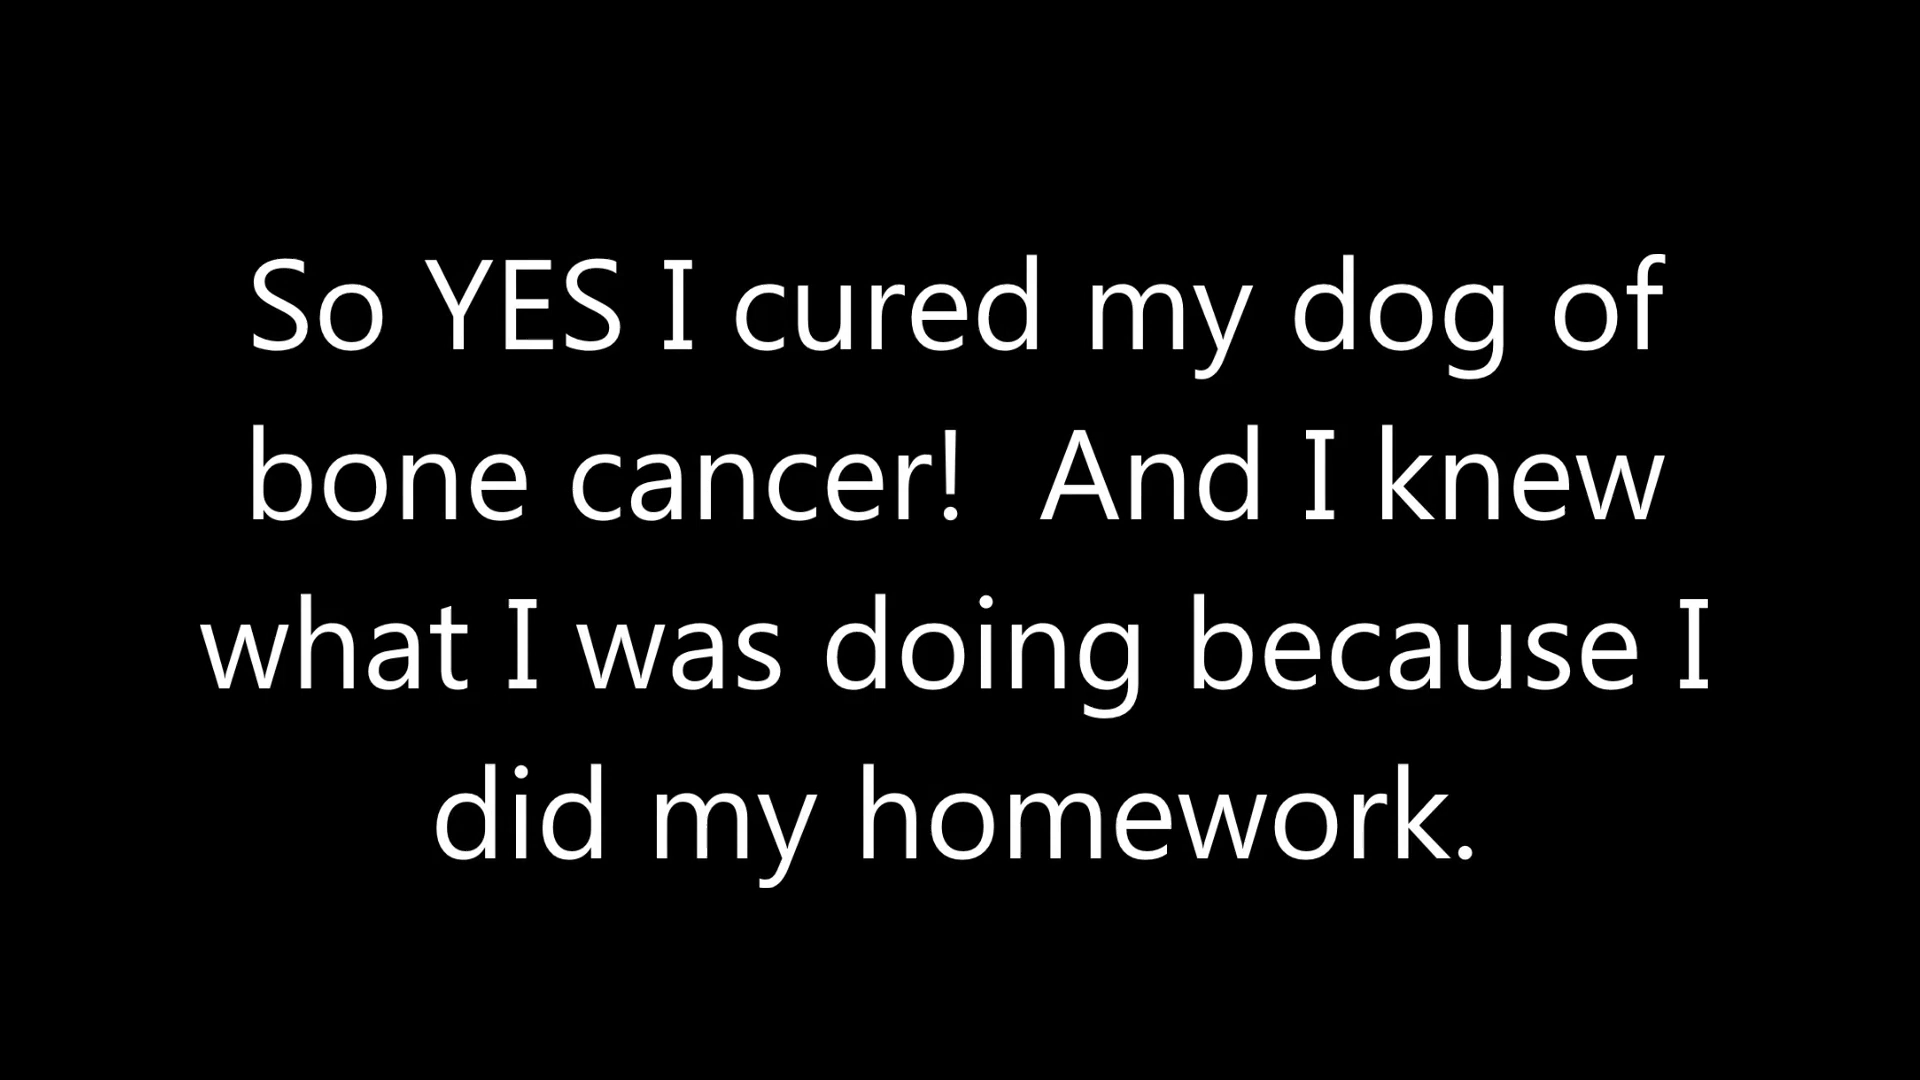 So YES I cured my dog of
bone cancer!  And I knew
what I was doing because I
did my homework.